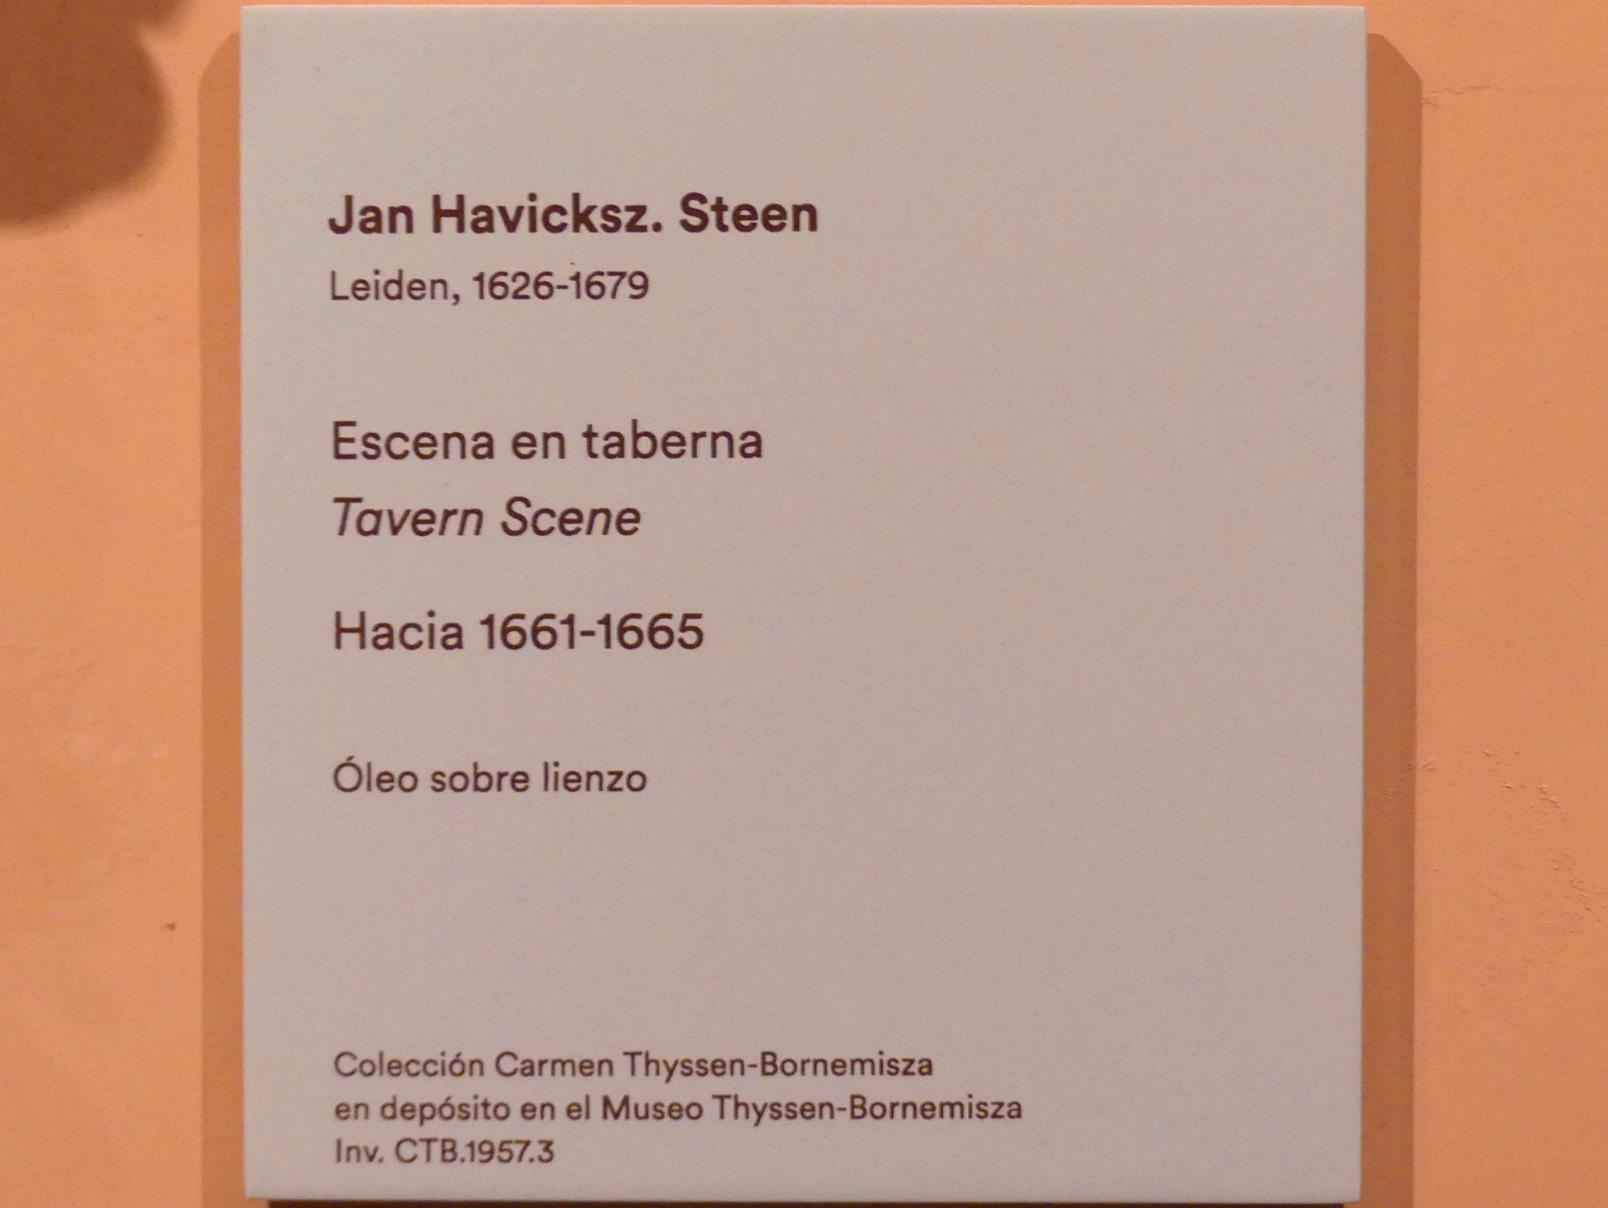 Jan Havicksz. Steen
Leiden, 1626-1679
Escena en taberna
Tavern Scene
Hacia 1661-1665
Óleo sobre lienzo
Colección Carmen Thyssen-Bornemisza
en depósito en el Museo Thyssen-Bornemisza
Inv. CTB.1957.3